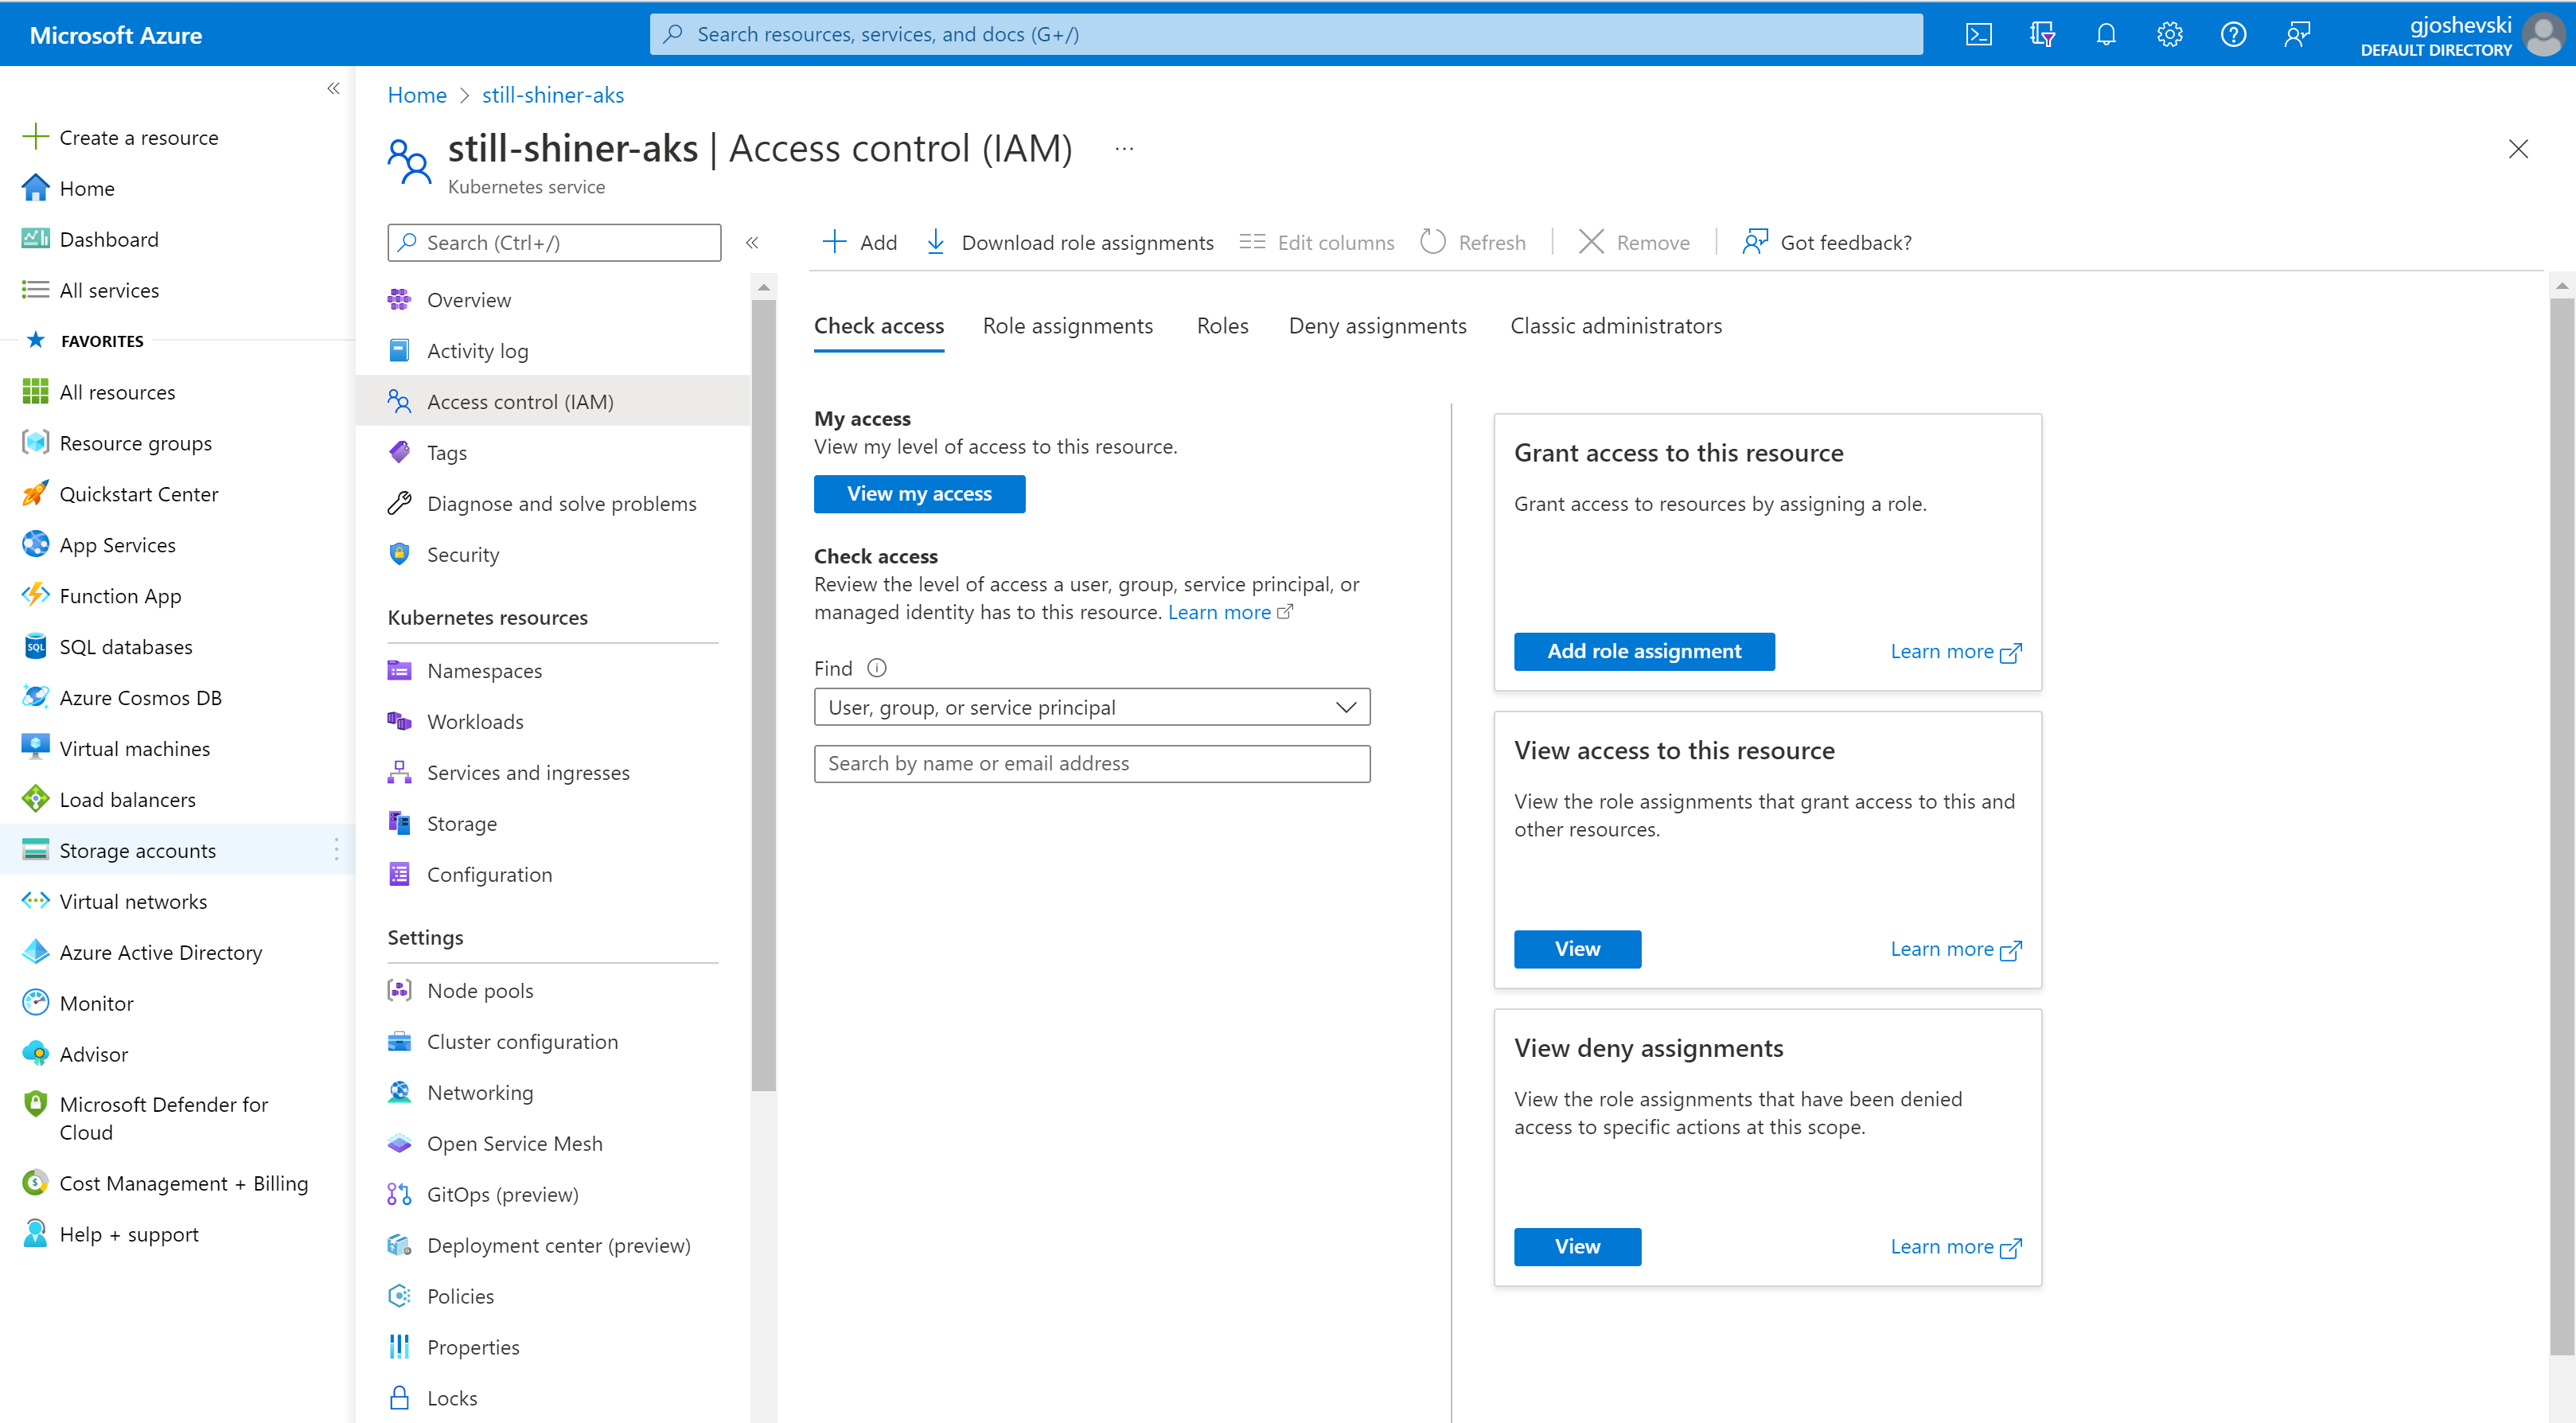 Microsoft Azure
Search resources, services, and docs (G+/)
gjoshevski
DEFAULT DIRECTORY
Create a resource
Home
Dashboard
All services
FAVORITES
All resources
Resource groups
Quickstart Center
App Services
Function App
SQL databases
Azure Cosmos DB
Virtual machines
Load balancers
Storage accounts
Virtual networks
Azure Active Directory
Monitor
Advisor
Microsoft Defender for
Cloud
Cost Management + Billing
Help + support
Home > still-shiner-aks
still-shiner-aks | Access control (IAM) ...
Kubernetes service
Search (Ctrl+/)
Overview
Activity log
Access control (IAM)
Tags
Diagnose and solve problems
Security
Kubernetes resources
Namespaces
Workloads
Services and ingresses
Storage
Configuration
Settings
Node pools
Cluster configuration
Networking
Open Service Mesh
GitOps (preview)
Deployment center (preview)
Policies
Properties
Locks
Add Download role assignments Edit columns Refresh Remove Got feedback?
Check access Role assignments Roles Deny assignments Classic administrators
My access
View my level of access to this resource.
View my access
Check access
Review the level of access a user, group, service principal, or
managed identity has to this resource. Learn more
Find
User, group, or service principal
Search by name or email address
Grant access to this resource
Grant access to resources by assigning a role.
Add role assignment Learn more
View access to this resource
View the role assignments that grant access to this and
other resources.
View Learn more
View deny assignments
View the role assignments that have been denied
access to specific actions at this scope.
View Learn more